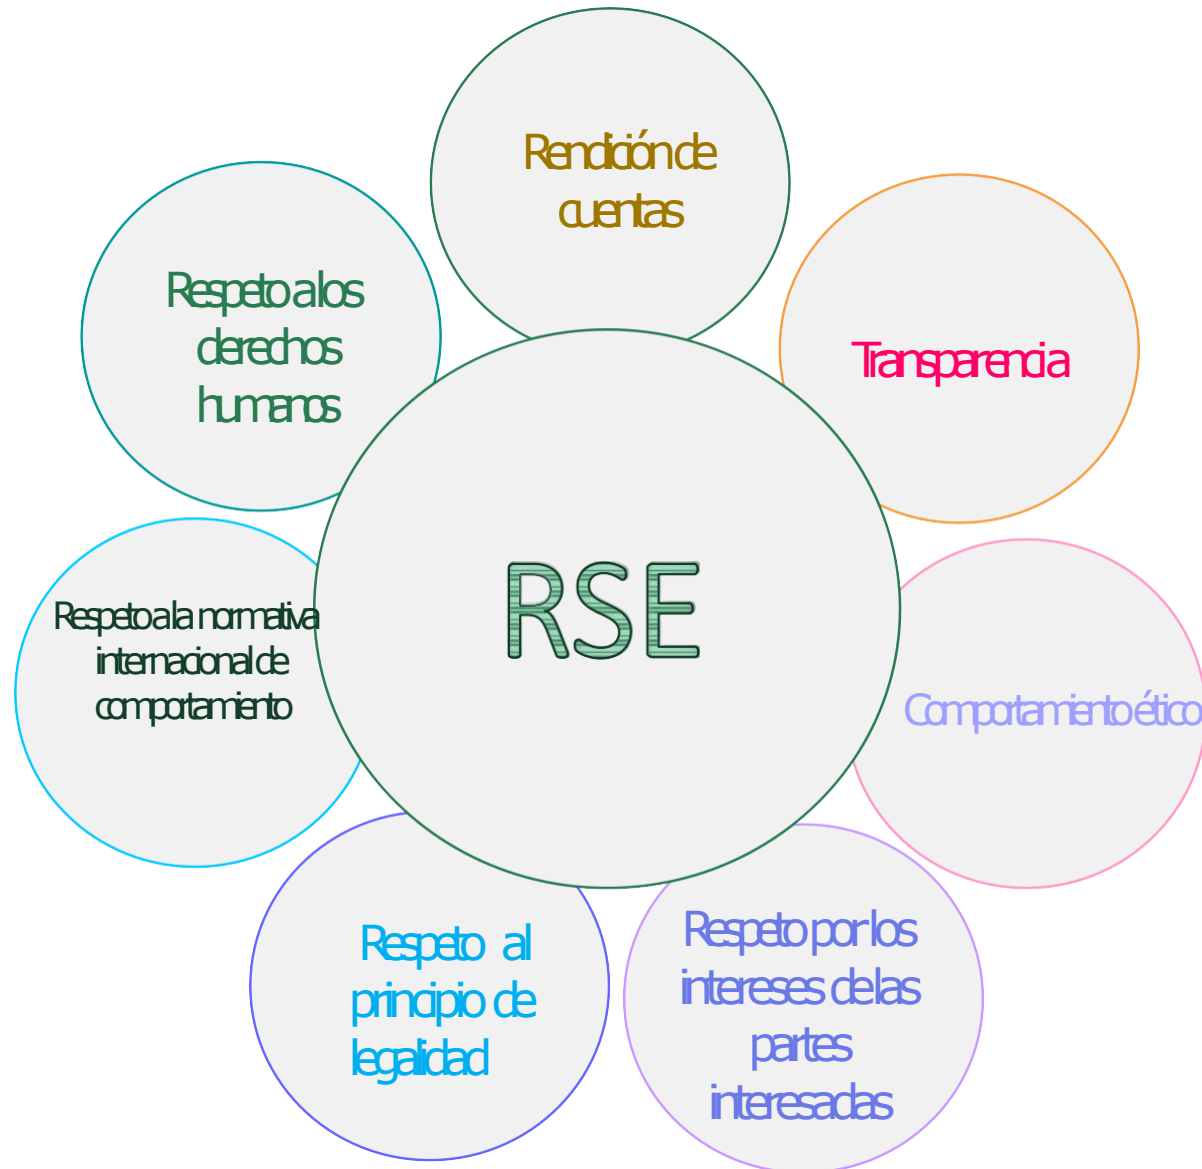 Rendición de
cuentas
Transparencia
Comportamiento ético
Respeto por los
intereses de las
partes
interesadas
Respeto al
principio de
legalidad
Respeto a la normativa
internacional de
comportamiento
Respeto a los
derechos
humanos
RSE